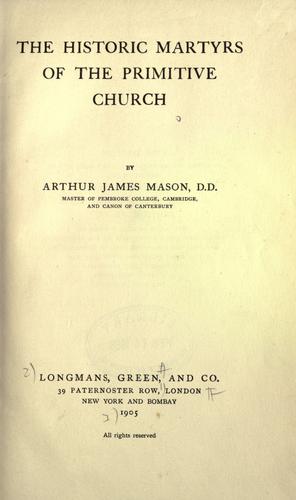 THE HISTORIC MARTYRS
OF THE PRIMITIVE
CHURCH
BY
ARTHUR JAMES MASON, D.D.
MASTER OF PEMBROKE COLLEGE, CAMBRIDGE,
AND CANON OF CANTERBURY
LONGMANS, GREEN, AND CO.
39 PATERNOSTER ROW, LONDON
NEW YORK AND BOMBAY
1905
All rights reserved